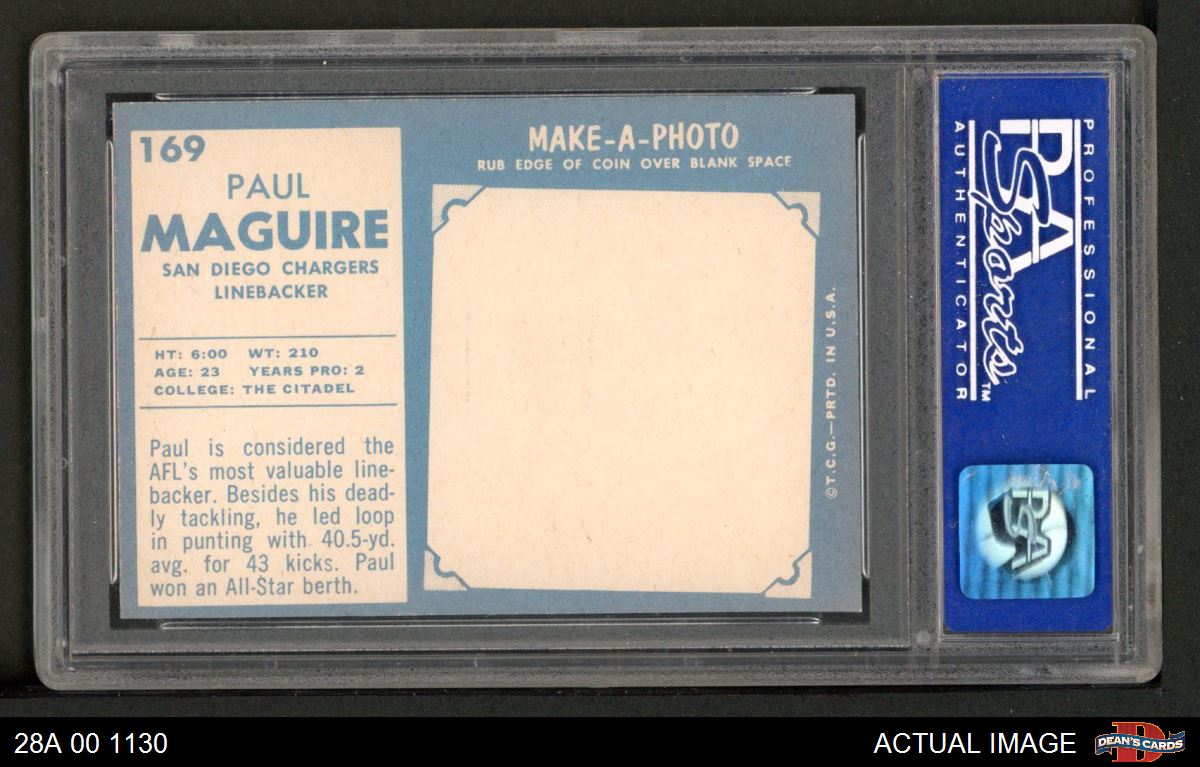 169
PAUL
MAGUIRE
SAN DIEGO CHARGERS
LINEBACKER
HT: 6:00 WT: 210
AGE: 23 YEARS PRO: 2
COLLEGE: THE CITADEL
Paul is considered the
AFL's most valuable line-
backer. Besides his dead-
ly tackling, he led loop
in punting with 40.5-yd.
avg. for 43 kicks. Paul
won an All-Star berth.
MAKE-A-PHOTO
RUB EDGE OF COIN OVER BLANK SPACE
©T.C.G.—PRTD. IN U.S.A.
PROFESSIONAL
PSA
Sports™
AUTHENTICATOR
PSA
28A 00 1130
ACTUAL IMAGE
D
DEAN'S CARDS